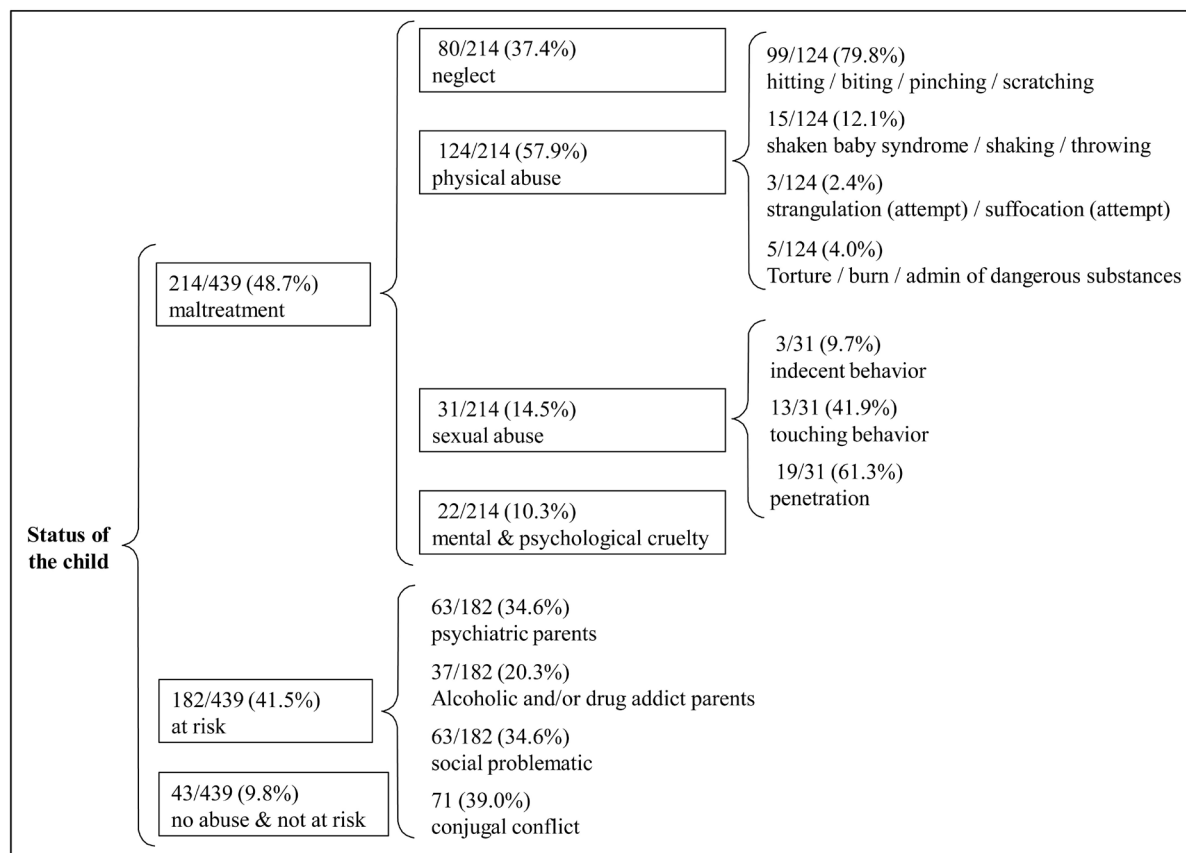 Status of
the child
214/439 (48.7%)
maltreatment
80/214 (37.4%)
neglect
124/214 (57.9%)
physical abuse
99/124 (79.8%)
hitting / biting / pinching / scratching
15/124 (12.1%)
shaken baby syndrome / shaking / throwing
3/124 (2.4%)
strangulation (attempt) / suffocation (attempt)
5/124 (4.0%)
Torture / burn / admin of dangerous substances
31/214 (14.5%)
sexual abuse
3/31 (9.7%)
indecent behavior
13/31 (41.9%)
touching behavior
19/31 (61.3%)
penetration
22/214 (10.3%)
mental & psychological cruelty
182/439 (41.5%)
at risk
63/182 (34.6%)
psychiatric parents
37/182 (20.3%)
Alcoholic and/or drug addict parents
63/182 (34.6%)
social problematic
71 (39.0%)
conjugal conflict
43/439 (9.8%)
no abuse & not at risk